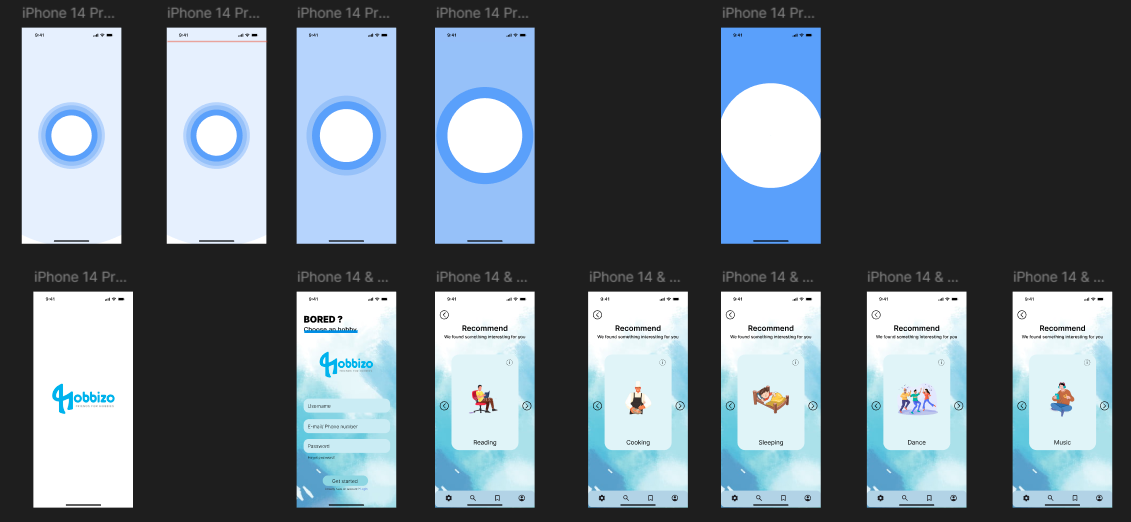 iPhone 14 Pr...
iPhone 14 Pr...
iPhone 14 Pr...
iPhone 14 Pr...
iPhone 14 Pr...
9:41
9:41
9:41
9:41
9:41
iPhone 14 Pr...
iPhone 14 & ...
iPhone 14 & ...
iPhone 14 & ...
iPhone 14 & ...
iPhone 14 & ...
iPhone 14 & ...
9:41
Hobbizo
9:41
BORED ?
Choose an hobby
Hobbizo
Username
E-mail/ Phone number
Password
Get started
9:41
Recommend
We found something interesting for you
Reading
9:41
Recommend
We found something interesting for you
Cooking
9:41
Recommend
We found something interesting for you
Sleeping
9:41
Recommend
We found something interesting for you
Dance
9:41
Recommend
We found something interesting for you
Music